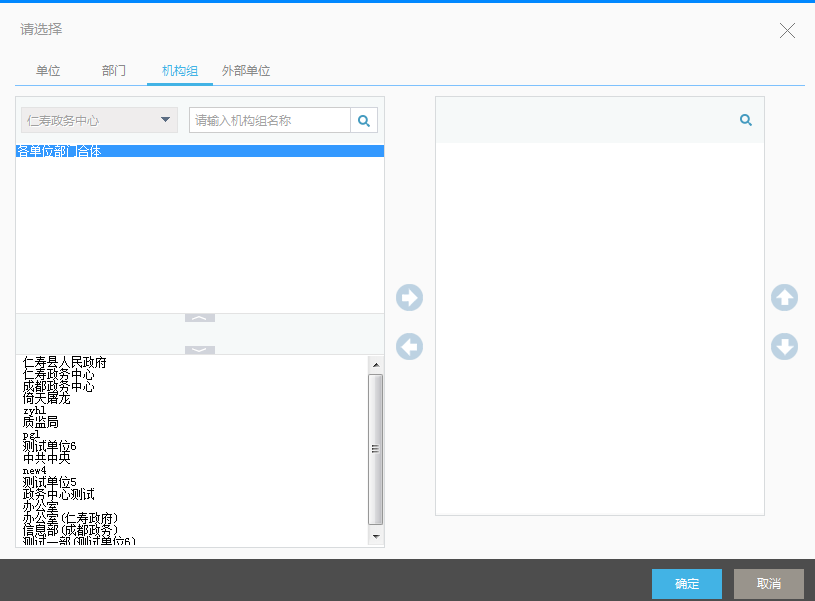 请选择
单位 部门 机构组 外部单位
仁寿政务中心 请输入机构组名称
各单位部门合体
仁寿县人民政府
仁寿政务中心
成都政务中心
倚天屠龙
zyhl
质监局
pgl
测试单位6
中共中央
new4
测试单位5
政务中心测试
办公室
办公室(仁寿政府)
信息部(成都政务)
测试一部(测试单位6)
确定 取消